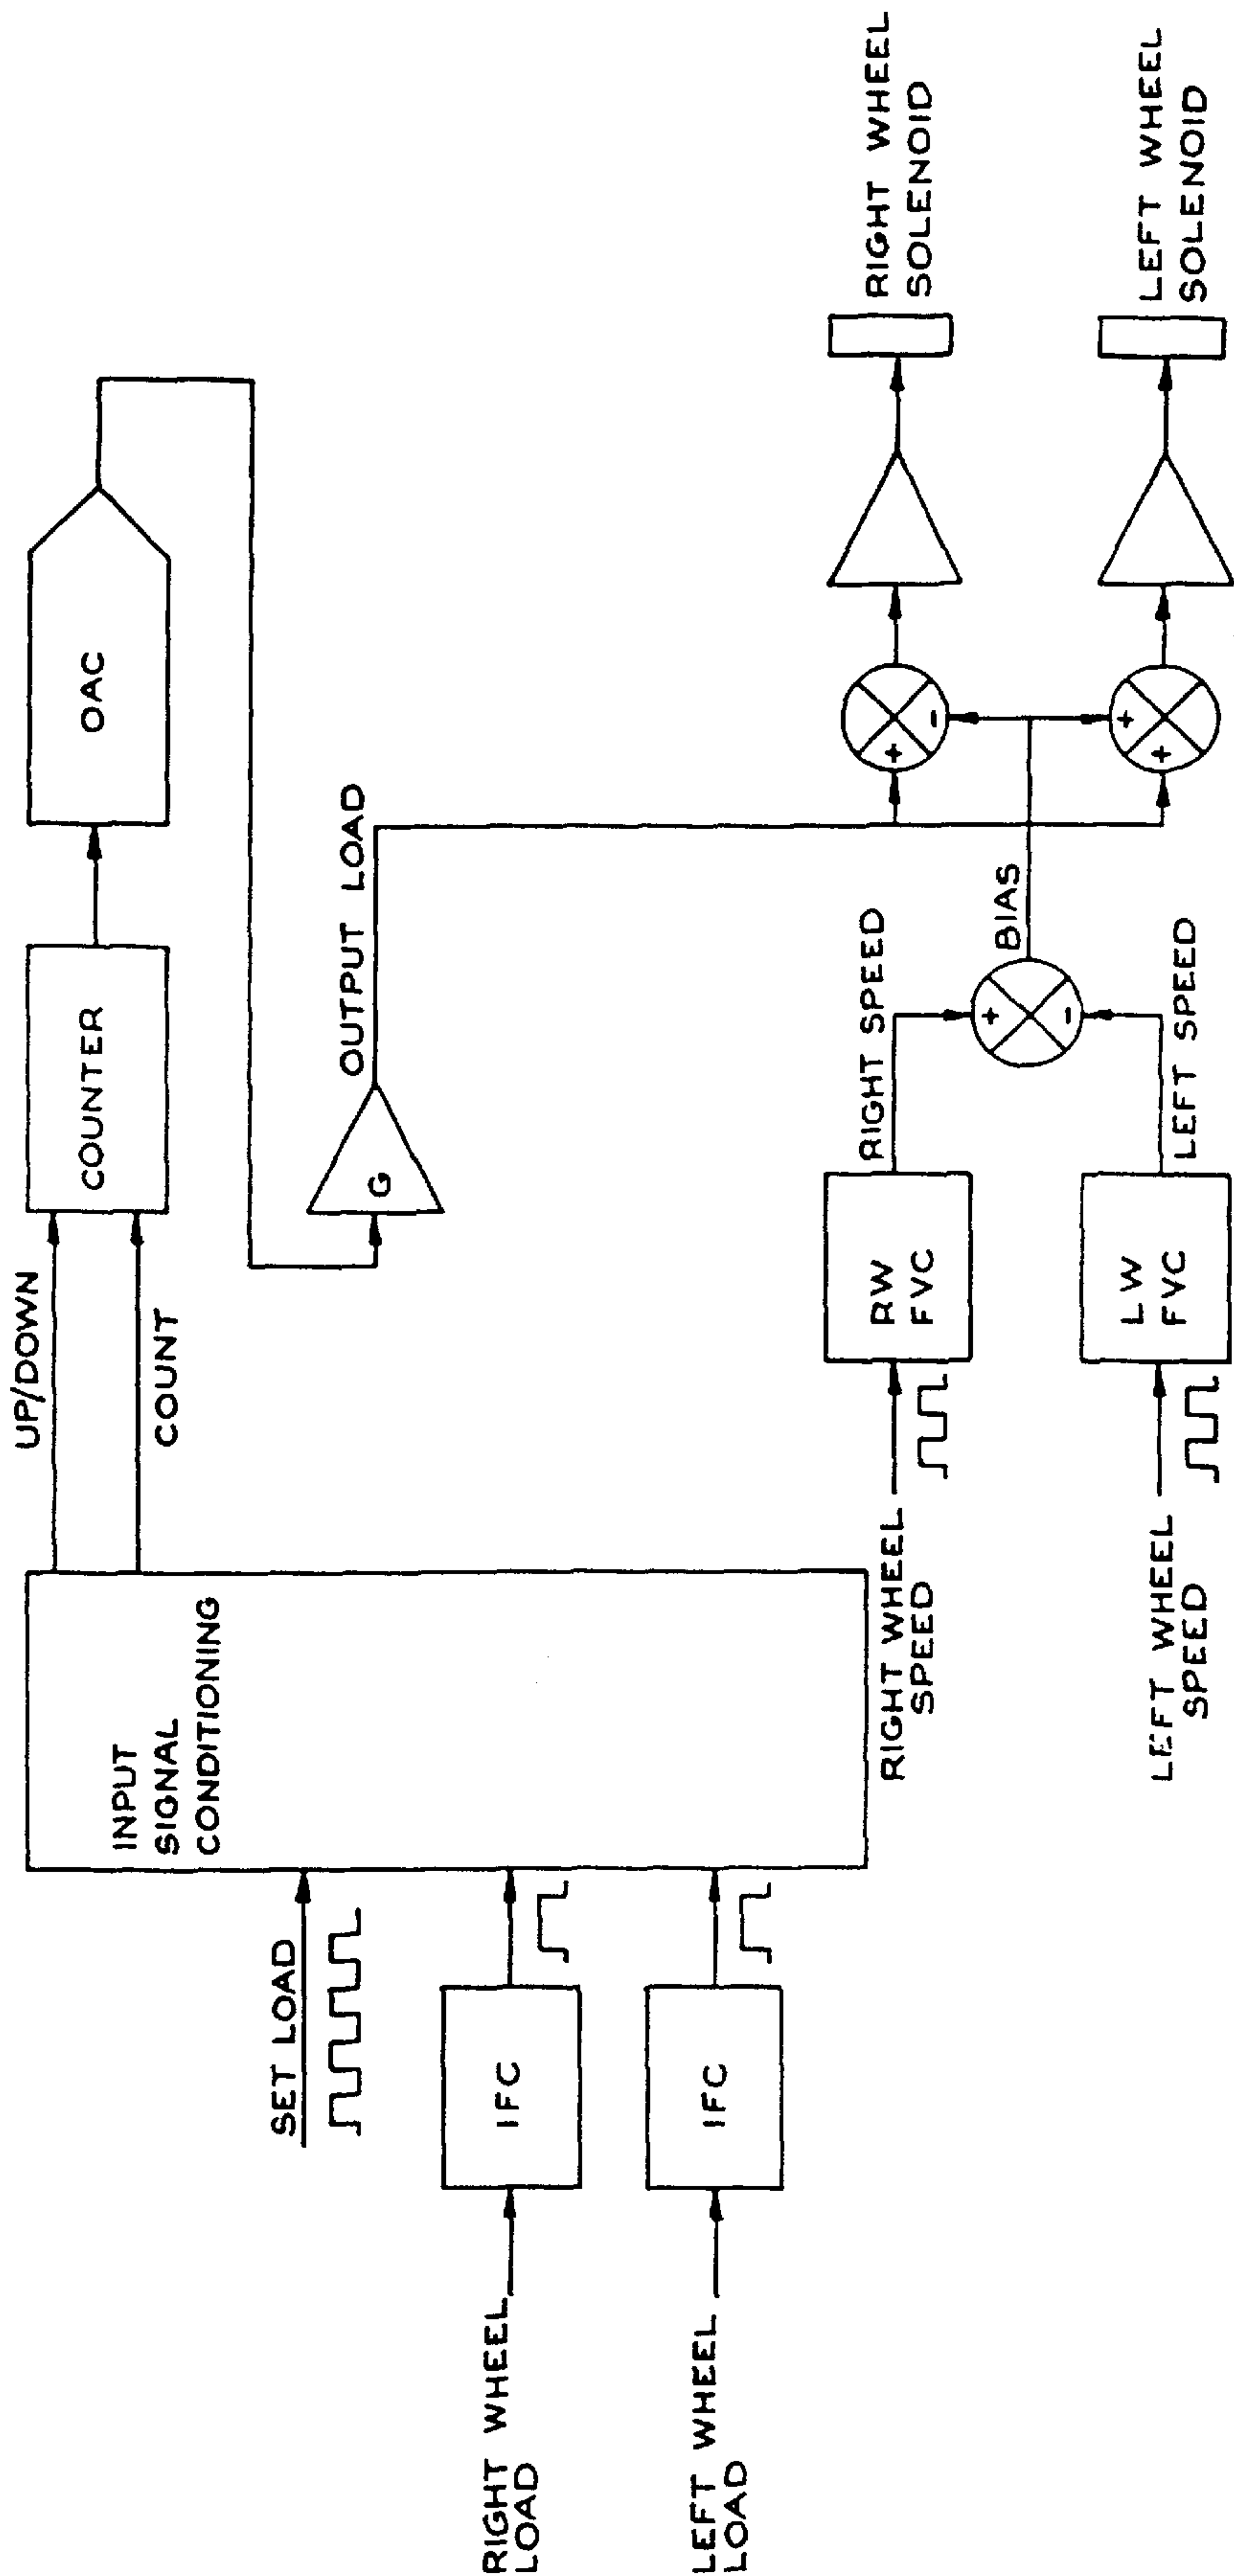 INPUT
SIGNAL
CONDITIONING
UP/DOWN
COUNT
COUNTER
OAC
SET LOAD
RIGHT WHEEL
LOAD
IFC
LEFT WHEEL
LOAD
IFC
G
OUTPUT LOAD
RIGHT WHEEL
SPEED
RW
FVC
RIGHT SPEED
LEFT WHEEL
SPEED
LW
FVC
LEFT SPEED
+
-
BIAS
+
-
+
+
RIGHT WHEEL
SOLENOID
LEFT WHEEL
SOLENOID